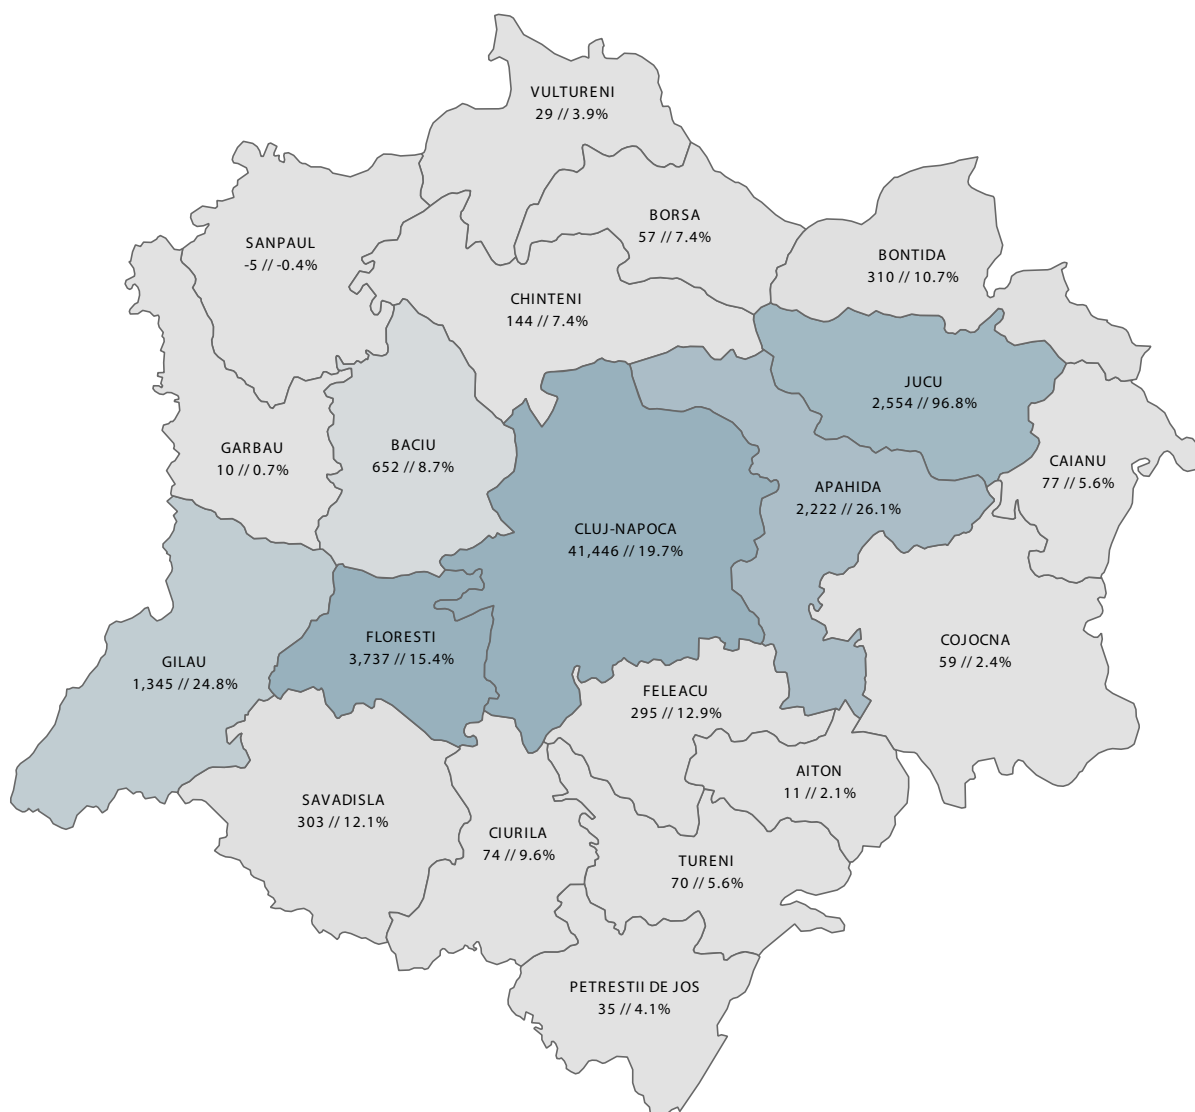 VULTURENI
29 // 3.9%
BORSA
57 // 7.4%
SANPAUL
-5 // -0.4%
BONTIDA
310 // 10.7%
CHINTENI
144 // 7.4%
JUCU
2,554 // 96.8%
GARBAU
10 // 0.7%
BACIU
652 // 8.7%
CAIANU
77 // 5.6%
APAHIDA
2,222 // 26.1%
CLUJ-NAPOCA
41,446 // 19.7%
FLORESTI
3,737 // 15.4%
COJOCNA
59 // 2.4%
GILAU
1,345 // 24.8%
FELEACU
295 // 12.9%
AITON
11 // 2.1%
SAVADISLA
303 // 12.1%
CIURILA
74 // 9.6%
TURENI
70 // 5.6%
PETRESTII DE JOS
35 // 4.1%